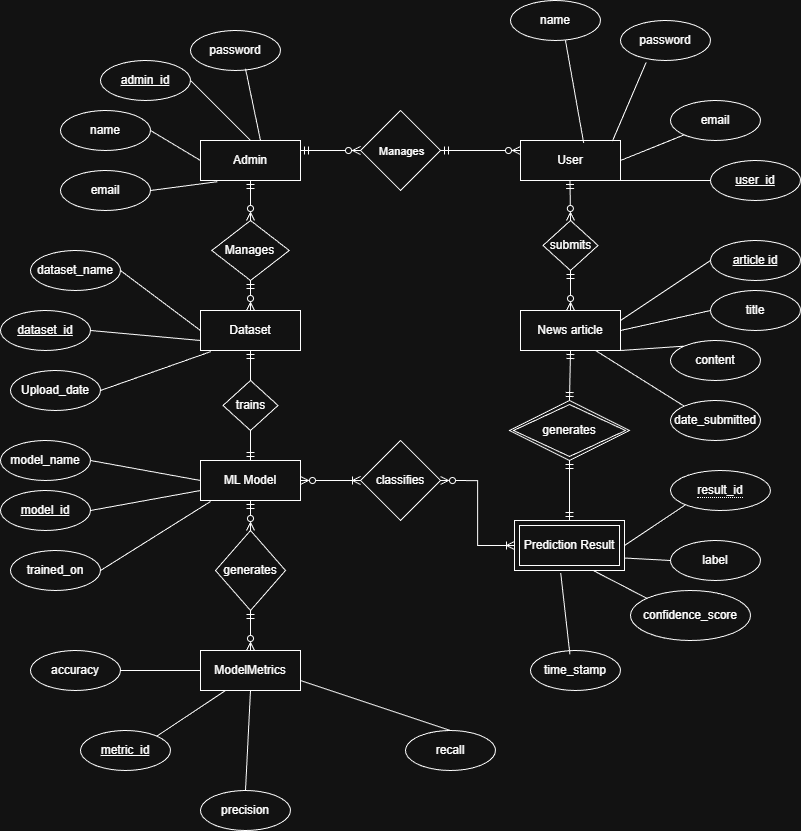 name
password
password
admin_id
name
email
Admin
Manages
User
email
user_id
Manages
submits
dataset_name
article id
dataset_id
Dataset
News article
title
content
Upload_date
trains
date_submitted
generates
model_name
ML Model
classifies
result_id
model_id
Prediction Result
trained_on
generates
label
confidence_score
accuracy
ModelMetrics
time_stamp
metric_id
recall
precision